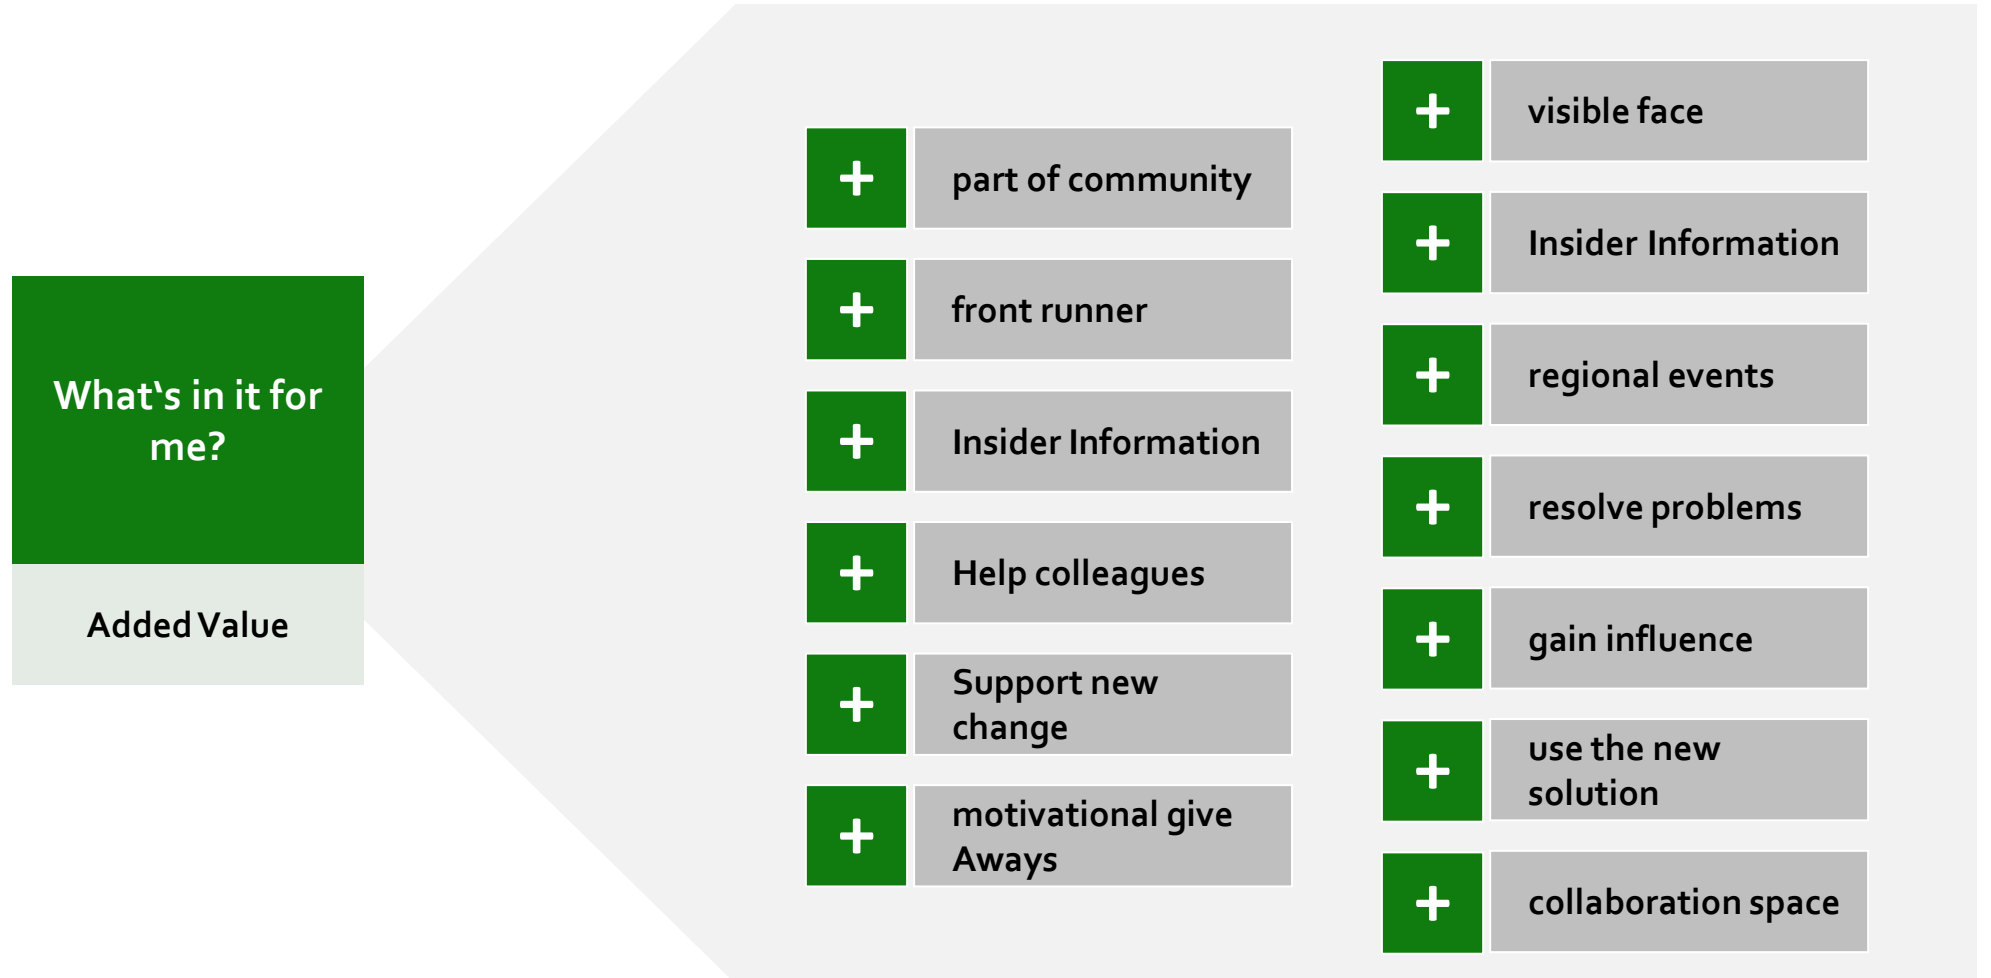 What‘s in it for
me?
Added Value
+ part of community
+ front runner
+ Insider Information
+ Help colleagues
+ Support new
change
+ motivational give
Aways
+ visible face
+ Insider Information
+ regional events
+ resolve problems
+ gain influence
+ use the new
solution
+ collaboration space